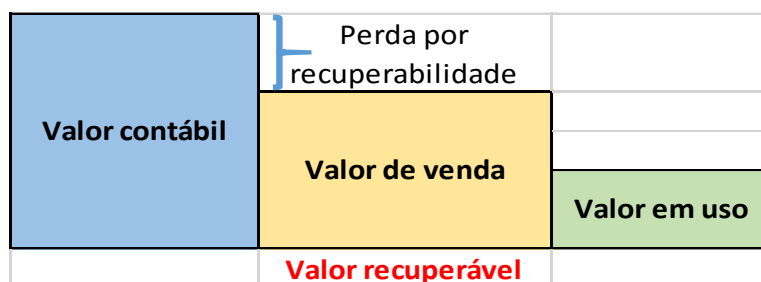 Perda por
recuperabilidade
Valor contábil
Valor de venda
Valor em uso
Valor recuperável